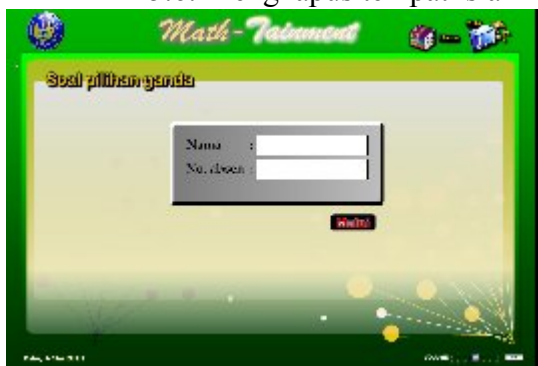 Math-Tainment
Soal pilihan ganda
Nama :
No. absen :
Mulai